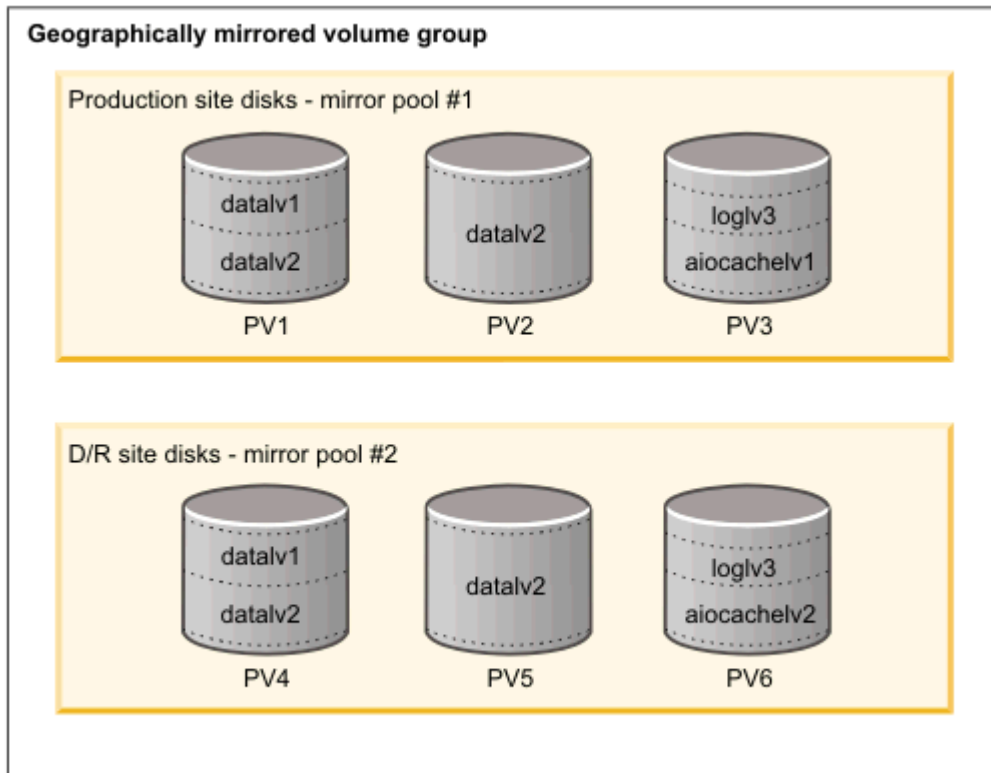 Geographically mirrored volume group
Production site disks - mirror pool #1
datalv1
datalv2
PV1
datalv2
PV2
loglv3
aiocachelv1
PV3
D/R site disks - mirror pool #2
datalv1
datalv2
PV4
datalv2
PV5
loglv3
aiocachelv2
PV6